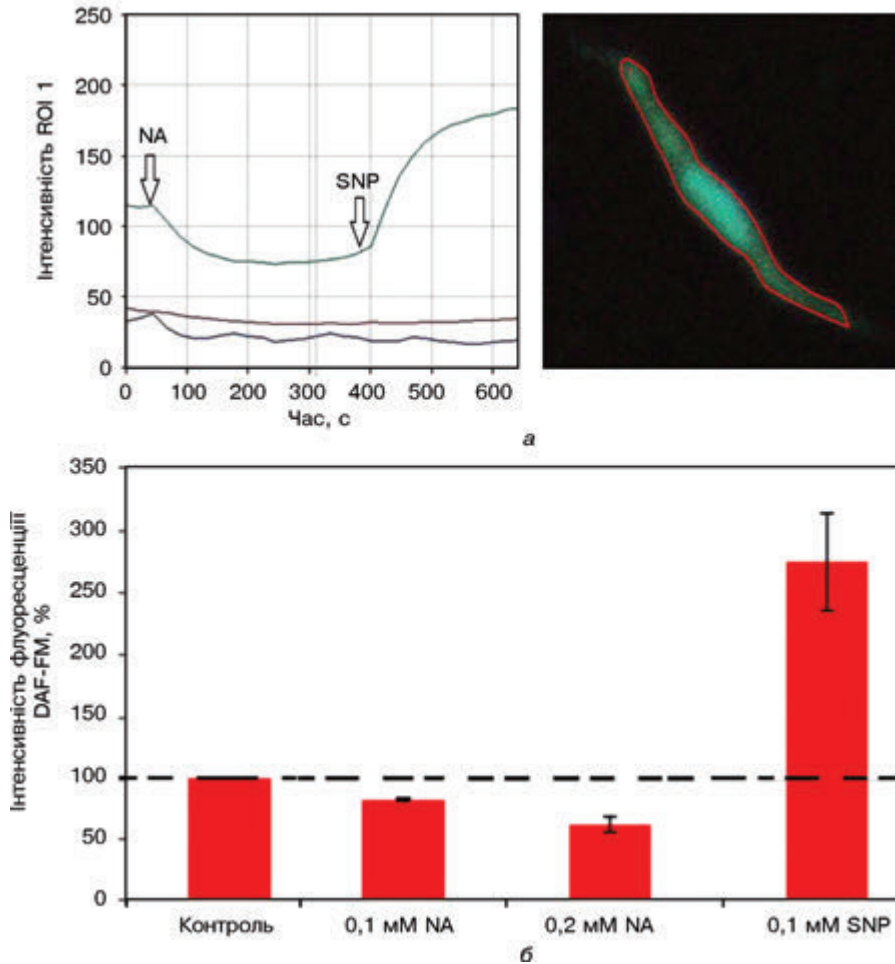 250
200
150
100
50
0
Інтенсивність ROI 1
NA
SNP
0 100 200 300 400 500 600
Час, с
а
350
300
250
200
150
100
50
0
Інтенсивність флуоресценціїї
DAF-FM, %
Контроль 0,1 мМ NA 0,2 мМ NA 0,1 мМ SNP
б